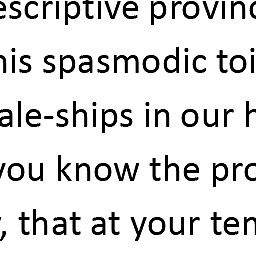 escriptive provinc
his spasmodic toi
ale-ships in our h
you know the pro
, that at your ten